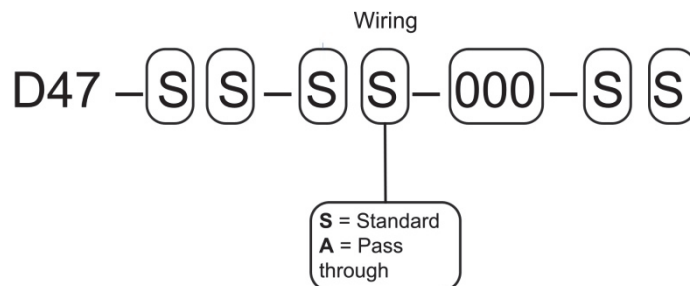 Wiring
D47 – S S – S S – 000 – S S
S = Standard
A = Pass
through